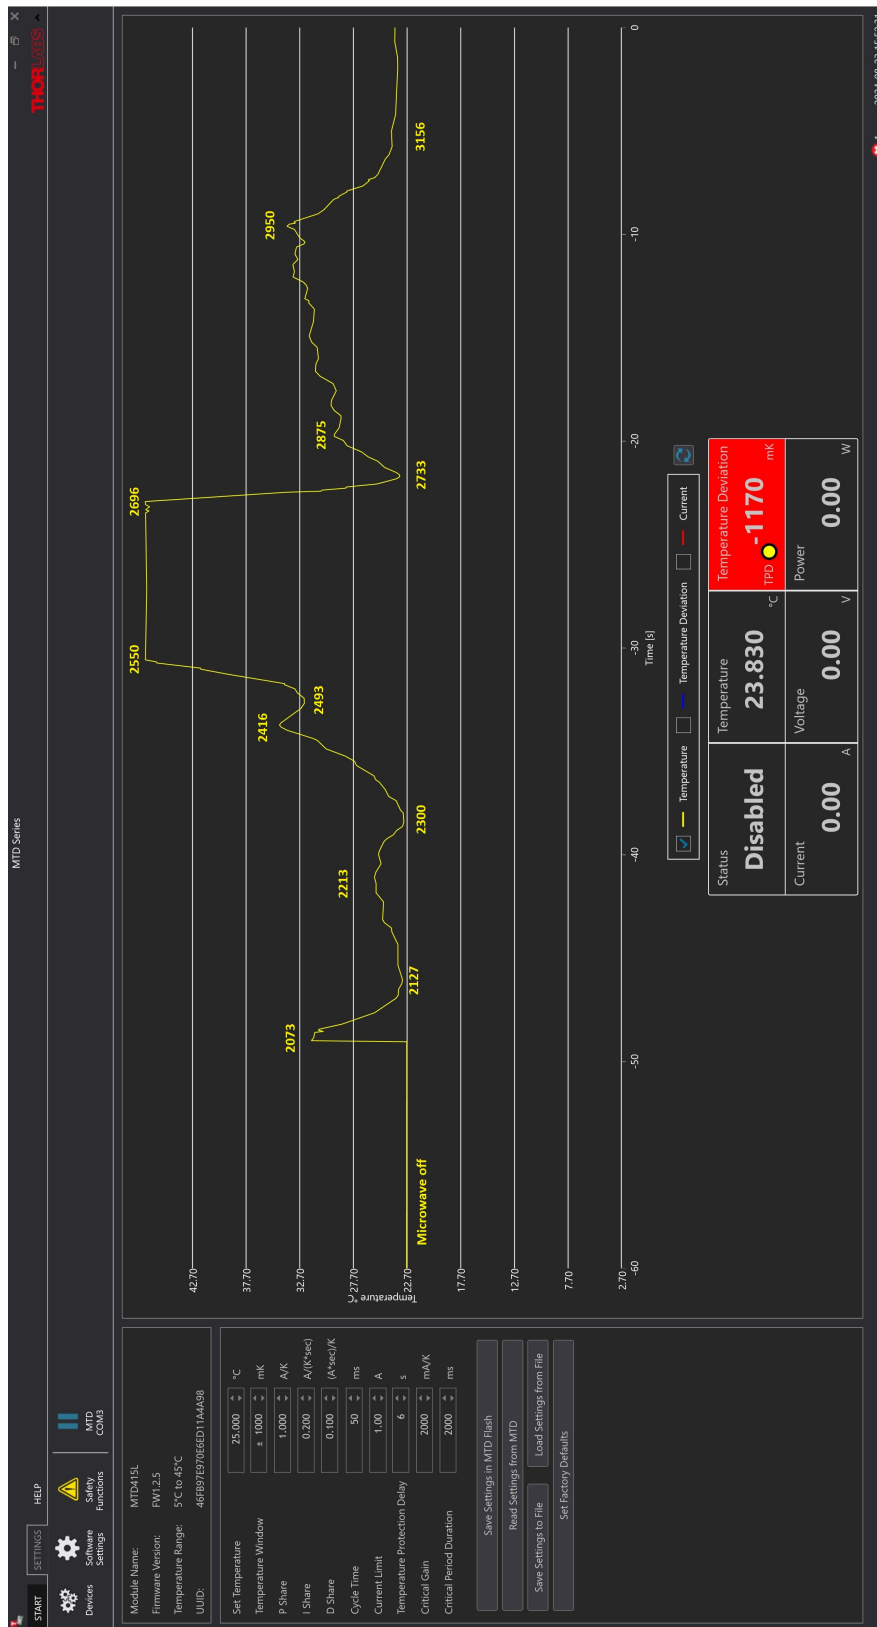 MTD Series
START
SETTINGS
HELP
THORLABS
Devices
Software
Settings
Safety
Functions
MTD
COM3
Module Name: MTD415L
Firmware Version: FW1.2.5
Temperature Range: 5°C to 45°C
UUID: 46FB97E970E6ED11A4A98
Set Temperature 25.000 °C
Temperature Window ± 1000 mK
P Share 1.000 A/K
I Share 0.200 A/(K*sec)
D Share 0.100 (A*sec)/K
Cycle Time 50 ms
Current Limit 1.00 A
Temperature Protection Delay 6 s
Critical Gain 2000 mA/K
Critical Period Duration 2000 ms
Save Settings in MTD Flash
Read Settings from MTD
Save Settings to File
Load Settings from File
Set Factory Defaults
Temperature °C
42.70
37.70
32.70
27.70
22.70
17.70
12.70
7.70
2.70
Microwave off
2073
2127
2213
2300
2416
2493
2550
2696
2733
2875
2950
3156
-60
-50
-40
-30
-20
-10
0
Time [s]
Temperature
Temperature Deviation
Current
Status
Disabled
Temperature
23.830 °C
Temperature Deviation
TPD
-1170 mK
Current
0.00 A
Voltage
0.00 V
Power
0.00 W